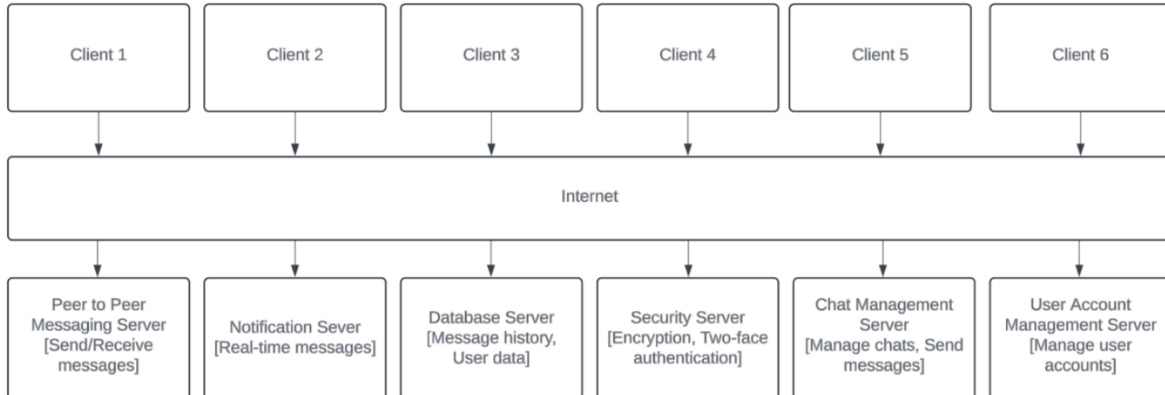 Client 1
Client 2
Client 3
Client 4
Client 5
Client 6
Internet
Peer to Peer
Messaging Server
[Send/Receive
messages]
Notification Sever
[Real-time messages]
Database Server
[Message history,
User data]
Security Server
[Encryption, Two-face
authentication]
Chat Management
Server
[Manage chats, Send
messages]
User Account
Management Server
[Manage user
accounts]